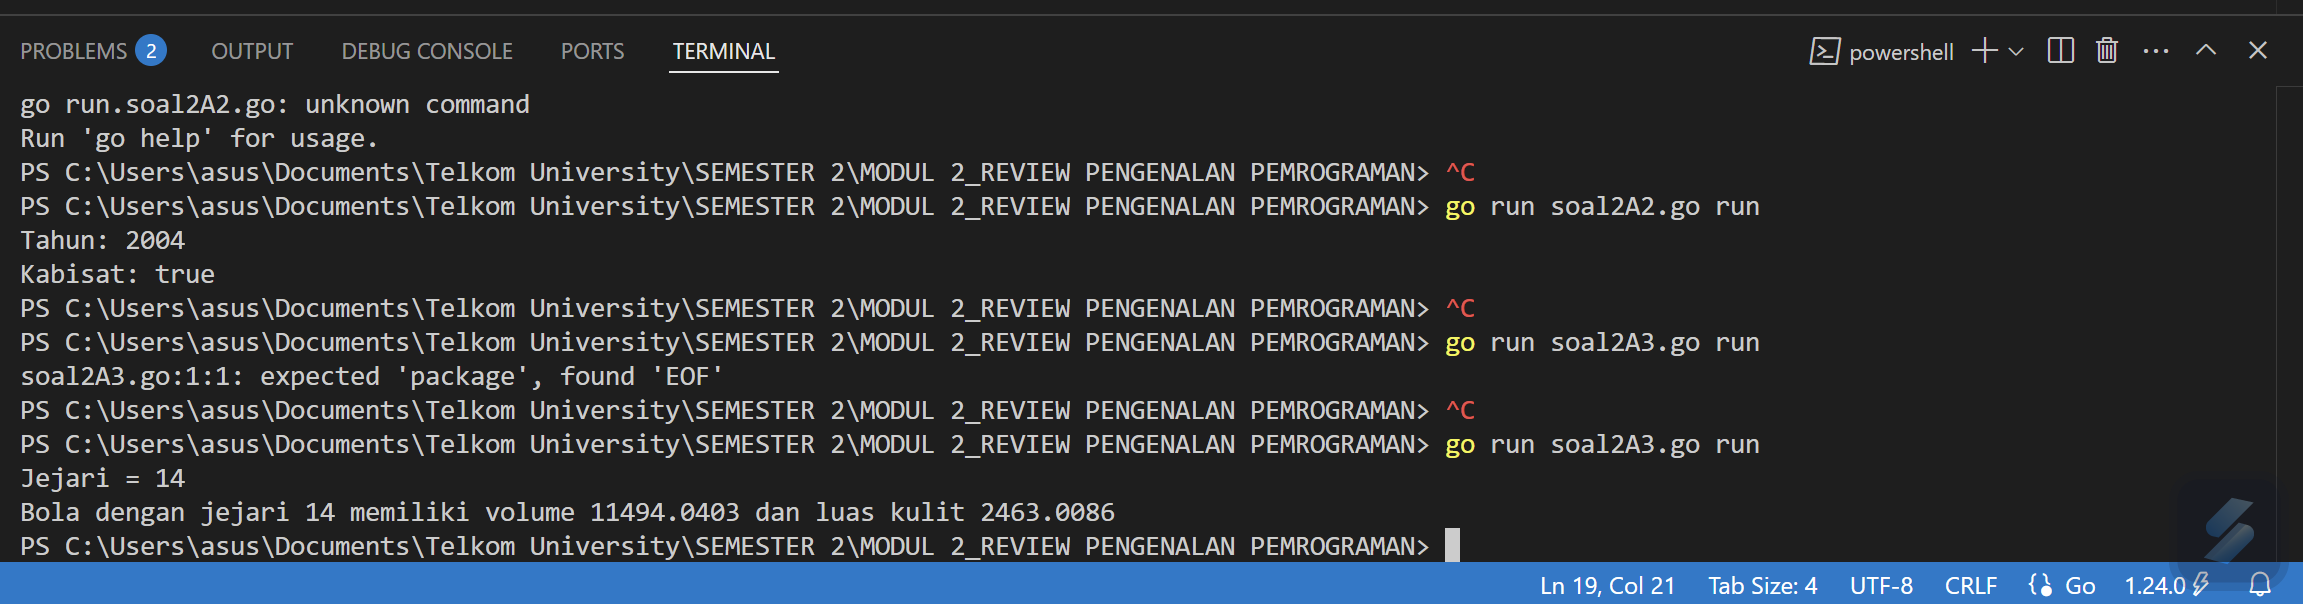 PROBLEMS 2 OUTPUT DEBUG CONSOLE PORTS TERMINAL powershell
go run.soal2A2.go: unknown command
Run 'go help' for usage.
PS C:\Users\asus\Documents\Telkom University\SEMESTER 2\MODUL 2_REVIEW PENGENALAN PEMROGRAMAN> ^C
PS C:\Users\asus\Documents\Telkom University\SEMESTER 2\MODUL 2_REVIEW PENGENALAN PEMROGRAMAN> go run soal2A2.go run
Tahun: 2004
Kabisat: true
PS C:\Users\asus\Documents\Telkom University\SEMESTER 2\MODUL 2_REVIEW PENGENALAN PEMROGRAMAN> ^C
PS C:\Users\asus\Documents\Telkom University\SEMESTER 2\MODUL 2_REVIEW PENGENALAN PEMROGRAMAN> go run soal2A3.go run
soal2A3.go:1:1: expected 'package', found 'EOF'
PS C:\Users\asus\Documents\Telkom University\SEMESTER 2\MODUL 2_REVIEW PENGENALAN PEMROGRAMAN> ^C
PS C:\Users\asus\Documents\Telkom University\SEMESTER 2\MODUL 2_REVIEW PENGENALAN PEMROGRAMAN> go run soal2A3.go run
Jejari = 14
Bola dengan jejari 14 memiliki volume 11494.0403 dan luas kulit 2463.0086
PS C:\Users\asus\Documents\Telkom University\SEMESTER 2\MODUL 2_REVIEW PENGENALAN PEMROGRAMAN>
Ln 19, Col 21 Tab Size: 4 UTF-8 CRLF Go 1.24.0